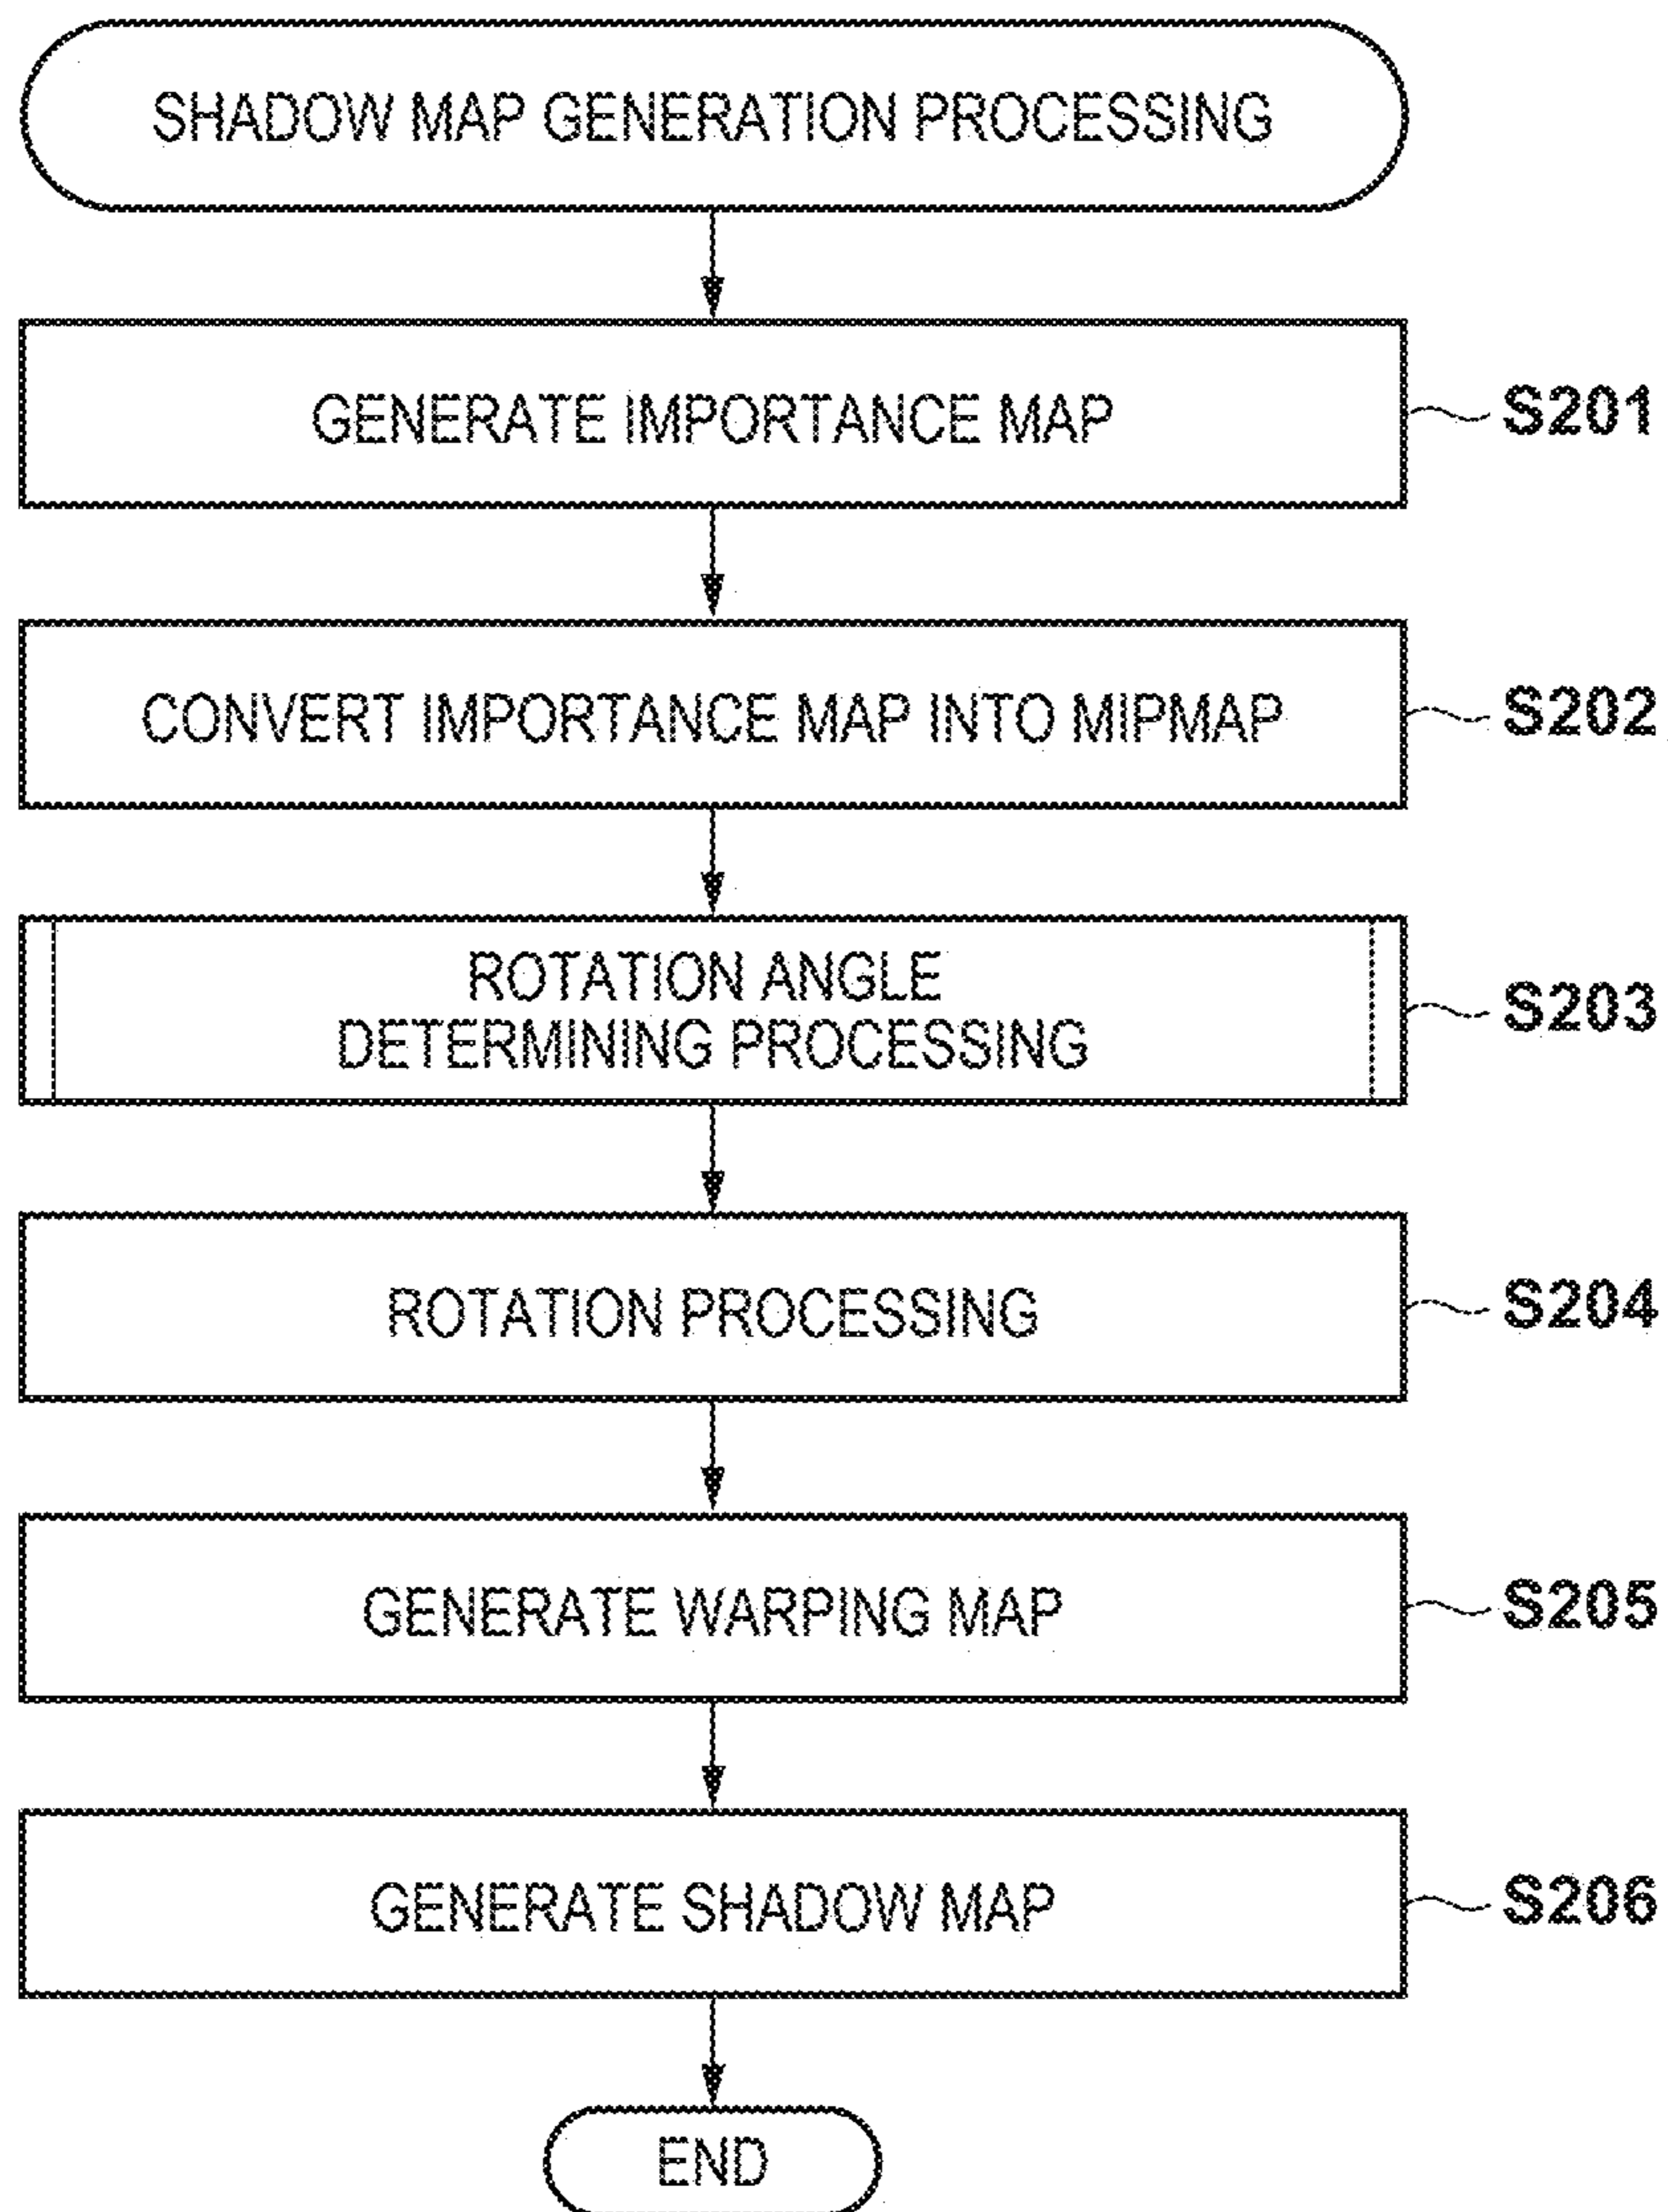 SHADOW MAP GENERATION PROCESSING
GENERATE IMPORTANCE MAP
S201
CONVERT IMPORTANCE MAP INTO MIPMAP
S202
ROTATION ANGLE
DETERMINING PROCESSING
S203
ROTATION PROCESSING
S204
GENERATE WARPING MAP
S205
GENERATE SHADOW MAP
S206
END